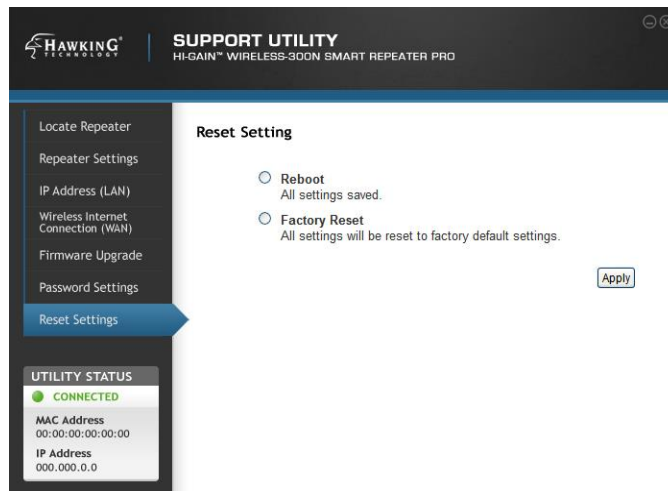 HAWKING®
TECHNOLOGY
SUPPORT UTILITY
HI-GAIN™ WIRELESS-300N SMART REPEATER PRO
Locate Repeater
Repeater Settings
IP Address (LAN)
Wireless Internet
Connection (WAN)
Firmware Upgrade
Password Settings
Reset Settings
Reset Setting
Reboot
All settings saved.
Factory Reset
All settings will be reset to factory default settings.
Apply
UTILITY STATUS
CONNECTED
MAC Address
00:00:00:00:00:00
IP Address
000.000.0.0